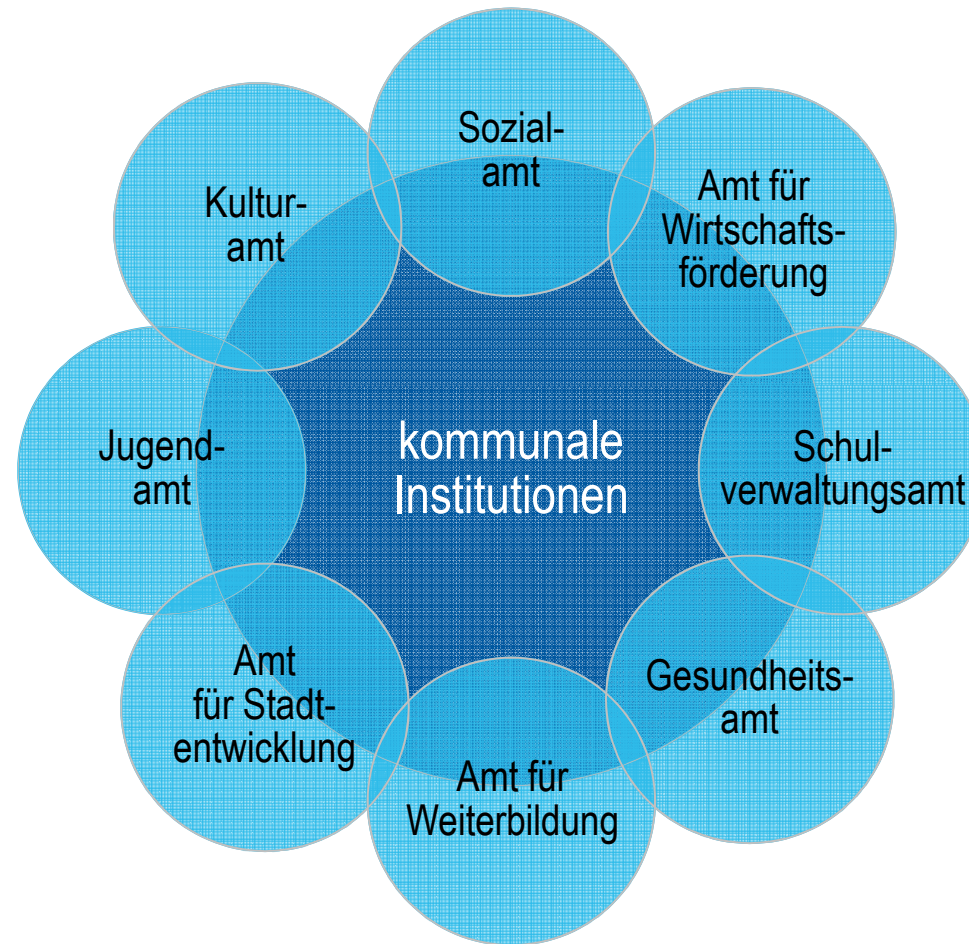 Sozial-
amt
Amt für
Wirtschafts-
förderung
Schul-
verwaltungsamt
Gesundheits-
amt
Amt für
Weiterbildung
Amt
für Stadt-
entwicklung
Jugend-
amt
Kultur-
amt
kommunale
Institutionen